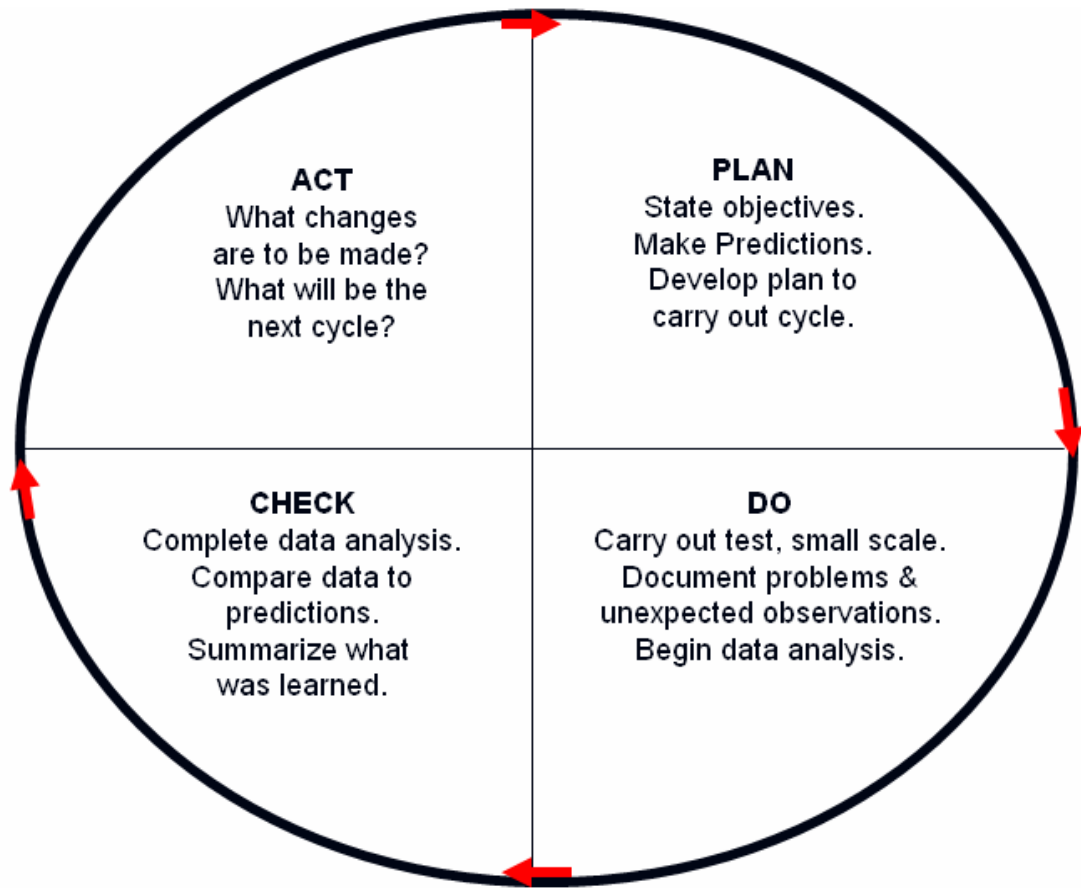 ACT
What changes
are to be made?
What will be the
next cycle?
PLAN
State objectives.
Make Predictions.
Develop plan to
carry out cycle.
CHECK
Complete data analysis.
Compare data to
predictions.
Summarize what
was learned.
DO
Carry out test, small scale.
Document problems &
unexpected observations.
Begin data analysis.